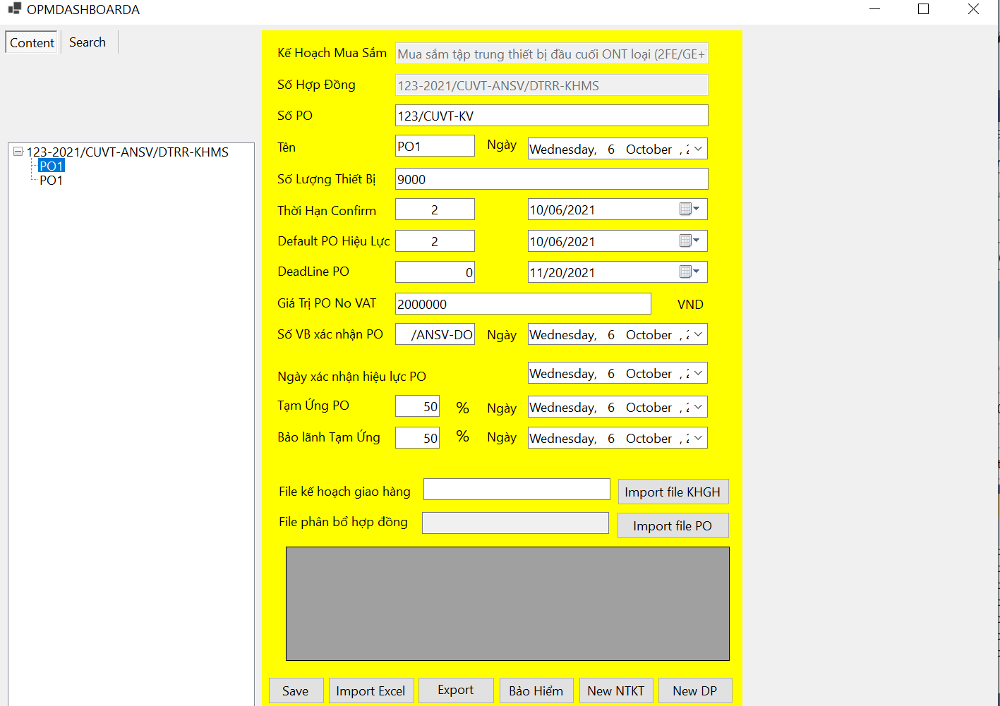 OPMDASHBOARDA
Content Search
123-2021/CUVT-ANSV/DTRR-KHMS
PO1
PO1
Kế Hoạch Mua Sắm Mua sắm tập trung thiết bị đầu cuối ONT loại (2FE/GE+
Số Hợp Đồng 123-2021/CUVT-ANSV/DTRR-KHMS
Số PO 123/CUVT-KV
Tên PO1 Ngày Wednesday, 6 October ,
Số Lượng Thiết Bị 9000
Thời Hạn Confirm 2 10/06/2021
Default PO Hiệu Lực 2 10/06/2021
DeadLine PO 0 11/20/2021
Giá Trị PO No VAT 2000000 VND
Số VB xác nhận PO /ANSV-DO Ngày Wednesday, 6 October ,
Ngày xác nhận hiệu lực PO Wednesday, 6 October ,
Tạm Ứng PO 50 % Ngày Wednesday, 6 October ,
Bảo lãnh Tạm Ứng 50 % Ngày Wednesday, 6 October ,
File kế hoạch giao hàng Import file KHGH
File phân bổ hợp đồng Import file PO
Save Import Excel Export Bảo Hiểm New NTKT New DP